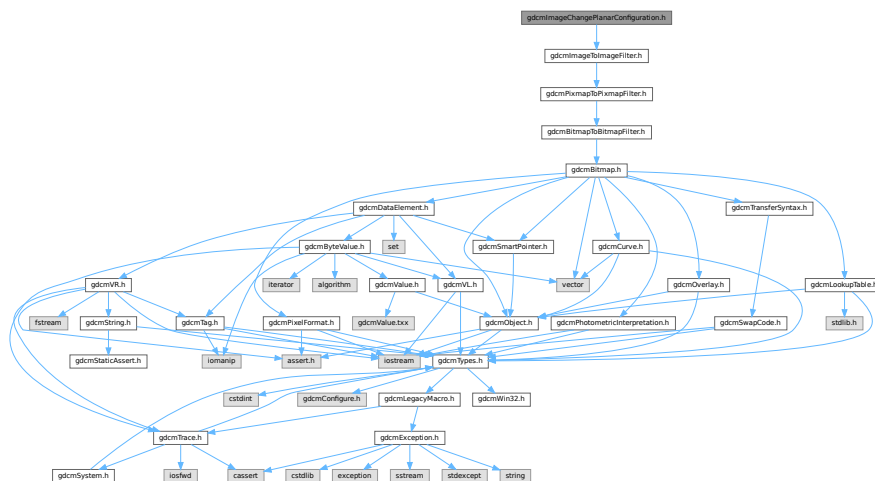 gdcmImageChangePlanarConfiguration.h
gdcmImageToImageFilter.h
gdcmPixmapToPixmapFilter.h
gdcmBitmapToBitmapFilter.h
gdcmBitmap.h
gdcmDataElement.h
gdcmTransferSyntax.h
gdcmByteValue.h
set
gdcmSmartPointer.h
gdcmCurve.h
gdcmVR.h
iterator
algorithm
gdcmValue.h
gdcmVL.h
vector
gdcmOverlay.h
gdcmLookupTable.h
fstream
gdcmString.h
gdcmTag.h
gdcmPixelFormat.h
gdcmValue.txx
gdcmObject.h
gdcmPhotometricInterpretation.h
gdcmSwapCode.h
stdlib.h
gdcmStaticAssert.h
iomanip
assert.h
iostream
gdcmTypes.h
cstdint
gdcmConfigure.h
gdcmLegacyMacro.h
gdcmWin32.h
gdcmTrace.h
gdcmException.h
gdcmSystem.h
iosfwd
cassert
cstdlib
exception
sstream
stdexcept
string